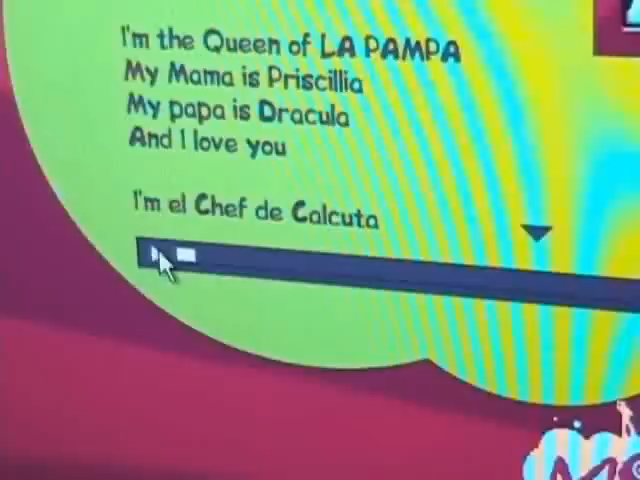 I'm the Queen of LA PAMPA
My Mama is Priscillia
My papa is Dracula
And I love you
I'm el Chef de Calcuta